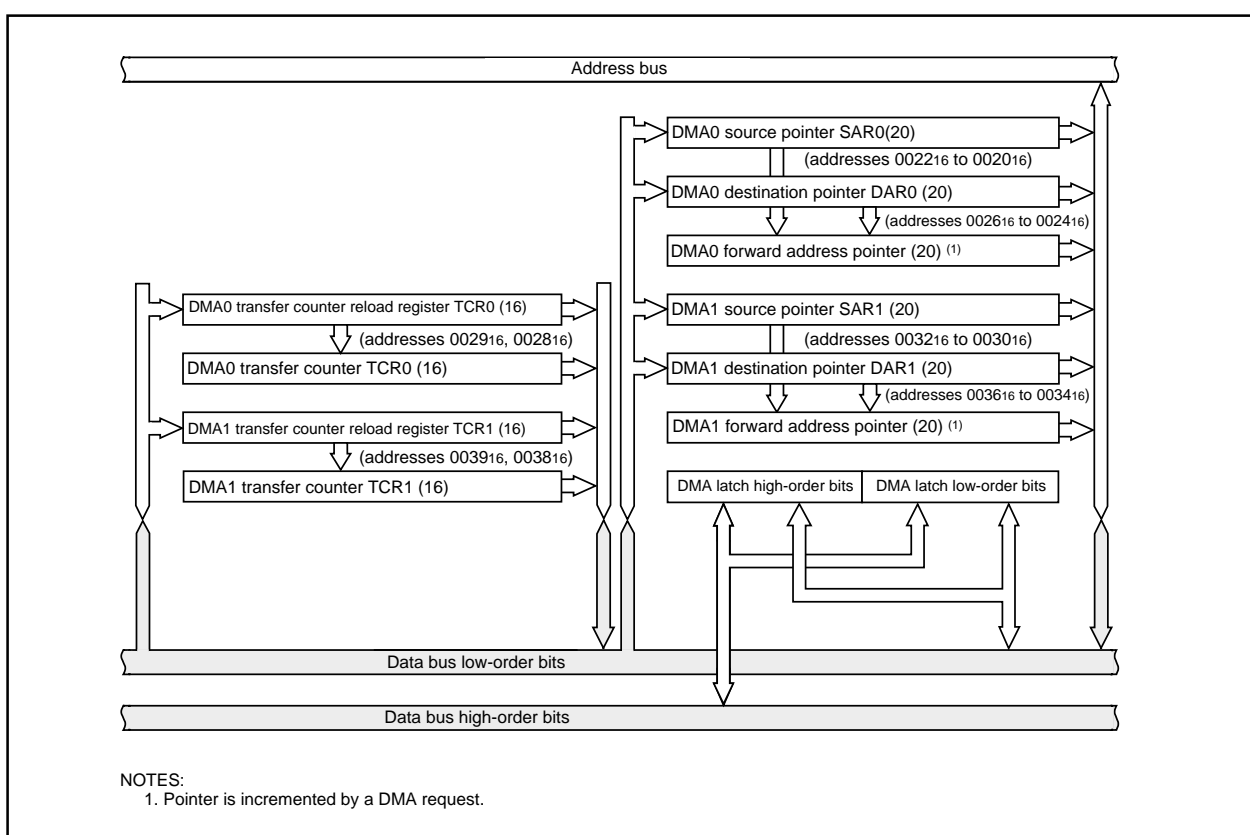 Address bus
DMA0 source pointer SAR0(20)
(addresses 002216 to 002016)
DMA0 destination pointer DAR0 (20)
(addresses 002616 to 002416)
DMA0 forward address pointer (20) (1)
DMA0 transfer counter reload register TCR0 (16)
(addresses 002916, 002816)
DMA0 transfer counter TCR0 (16)
DMA1 transfer counter reload register TCR1 (16)
(addresses 003916, 003816)
DMA1 transfer counter TCR1 (16)
DMA1 source pointer SAR1 (20)
(addresses 003216 to 003016)
DMA1 destination pointer DAR1 (20)
(addresses 003616 to 003416)
DMA1 forward address pointer (20) (1)
DMA latch high-order bits
DMA latch low-order bits
Data bus low-order bits
Data bus high-order bits
NOTES:
1. Pointer is incremented by a DMA request.